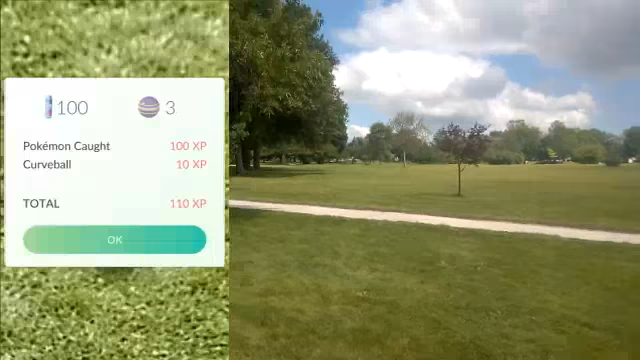 100 3
Pokémon Caught 100 XP
Curveball 10 XP
TOTAL 110 XP
OK